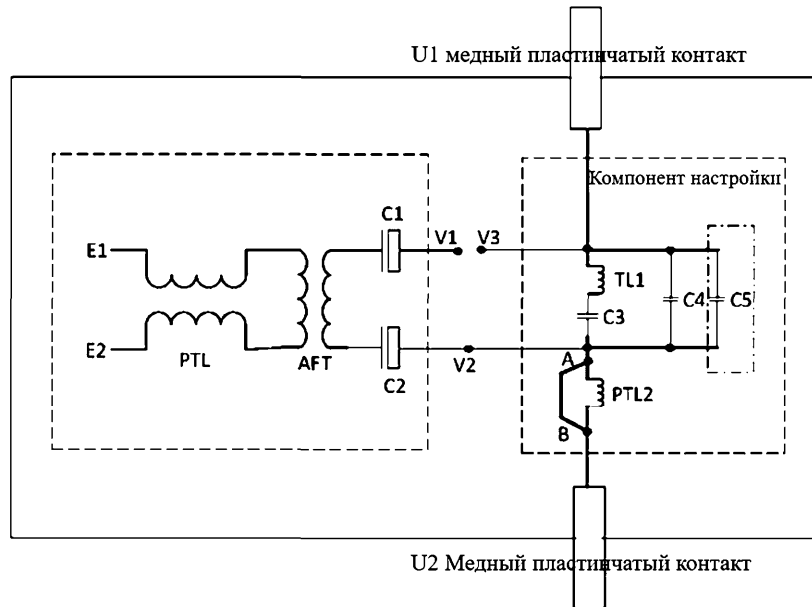 U1 медный пластинчатый контакт
Компонент настройки
C1
E1
V1 V3
TL1
C4 C5
C3
E2
PTL
AFT
C2
V2
A
PTL2
B
U2 Медный пластинчатый контакт